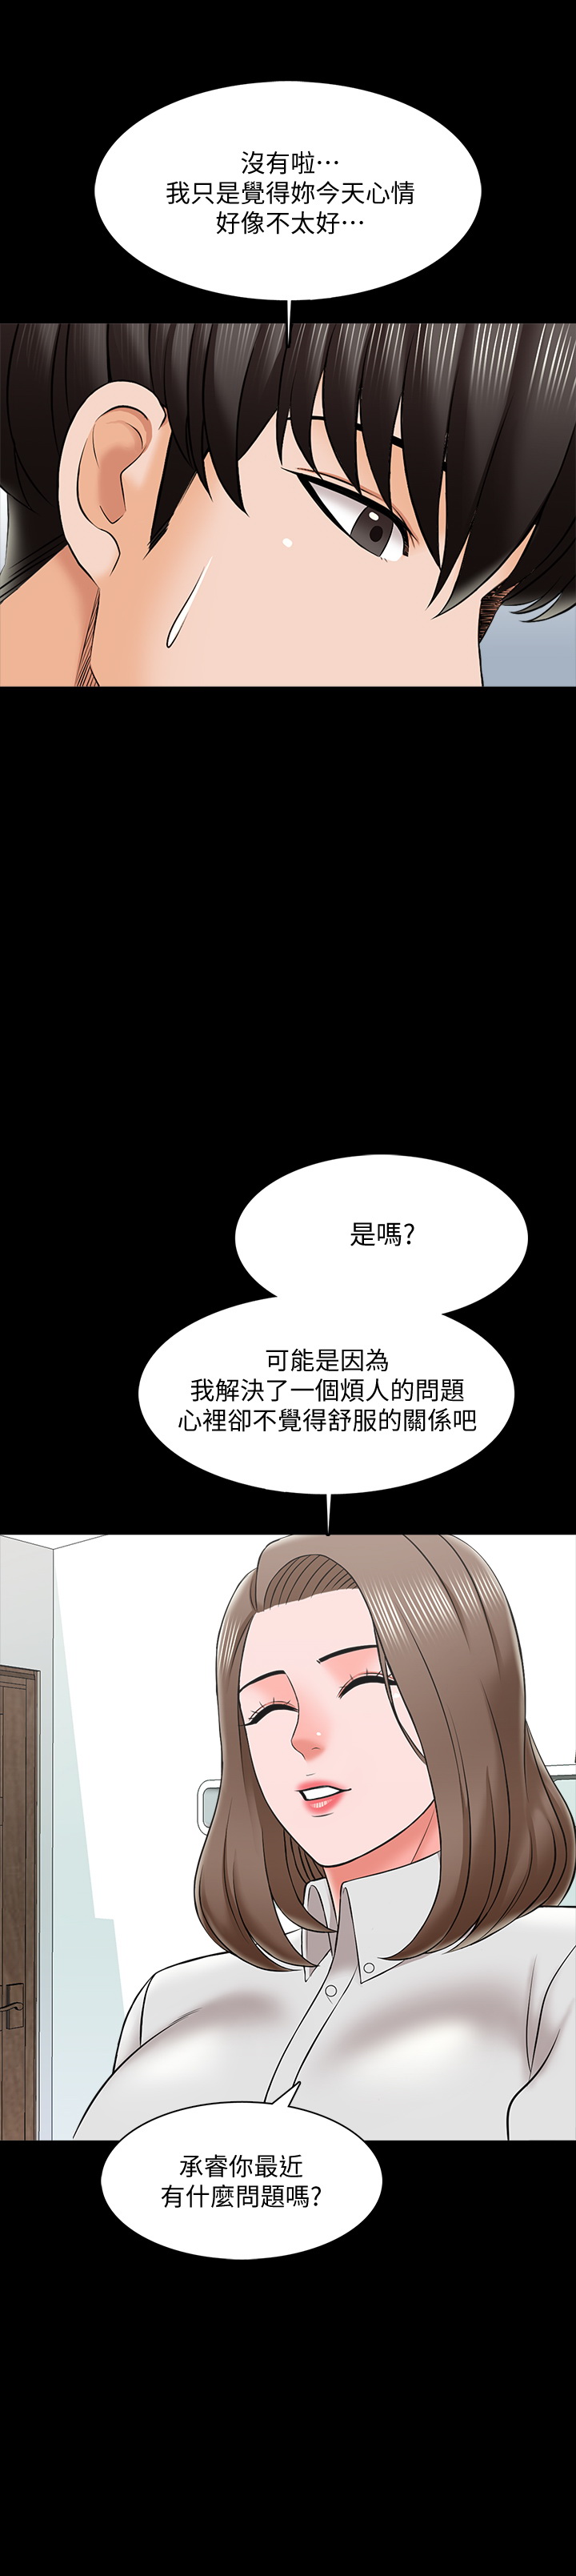 沒有啦⋯
我只是覺得妳今天心情
好像不太好⋯
是嗎?
可能是因為
我解決了一個煩人的問題
心裡卻不覺得舒服的關係吧
承睿你最近
有什麼問題嗎?